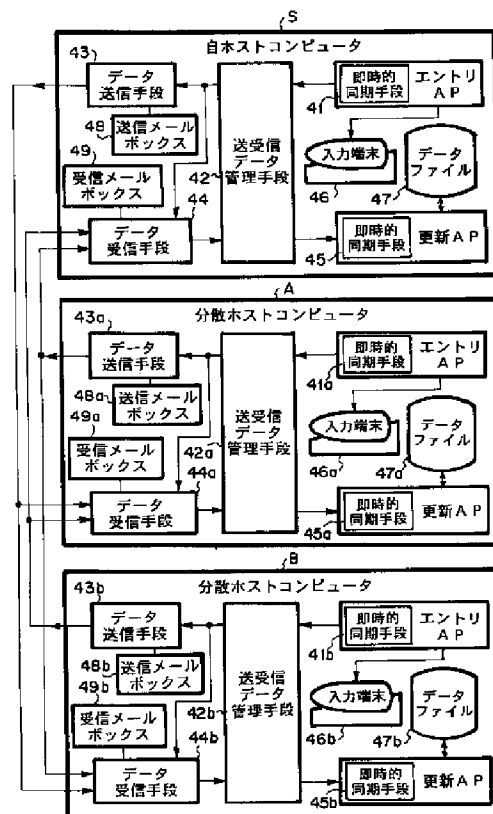 S
自ホストコンピュータ
43
データ
送信手段
48
送信メール
ボックス
49
受信メール
ボックス
42
44
データ
受信手段
送受信
データ
管理手段
即時的
同期手段
エントリ
AP
41
入力端末
46
データ
ファイル
47
即時的
同期手段
更新AP
45
A
分散ホストコンピュータ
43a
データ
送信手段
48a
送信メール
ボックス
49a
受信メール
ボックス
42a
44a
データ
受信手段
送受信
データ
管理手段
即時的
同期手段
エントリ
AP
41a
入力端末
46a
データ
ファイル
47a
即時的
同期手段
更新AP
45a
B
分散ホストコンピュータ
43b
データ
送信手段
48b
送信メール
ボックス
49b
受信メール
ボックス
42b
44b
データ
受信手段
送受信
データ
管理手段
即時的
同期手段
エントリ
AP
41b
入力端末
46b
データ
ファイル
47b
即時的
同期手段
更新AP
45b